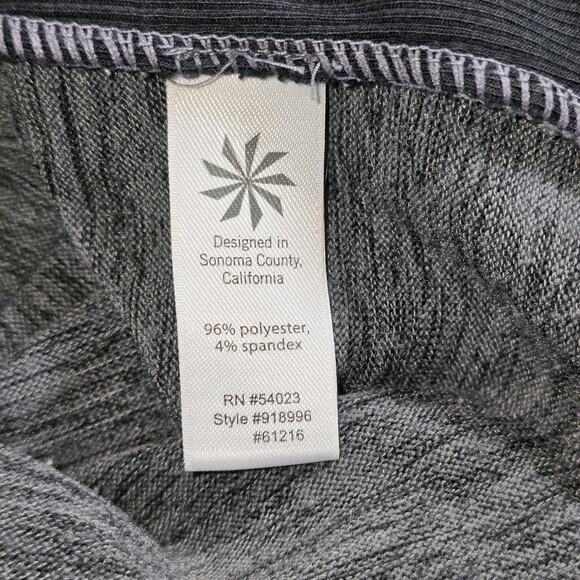 Designed in
Sonoma County,
California
96% polyester,
4% spandex
RN #54023
Style #918996
#61216